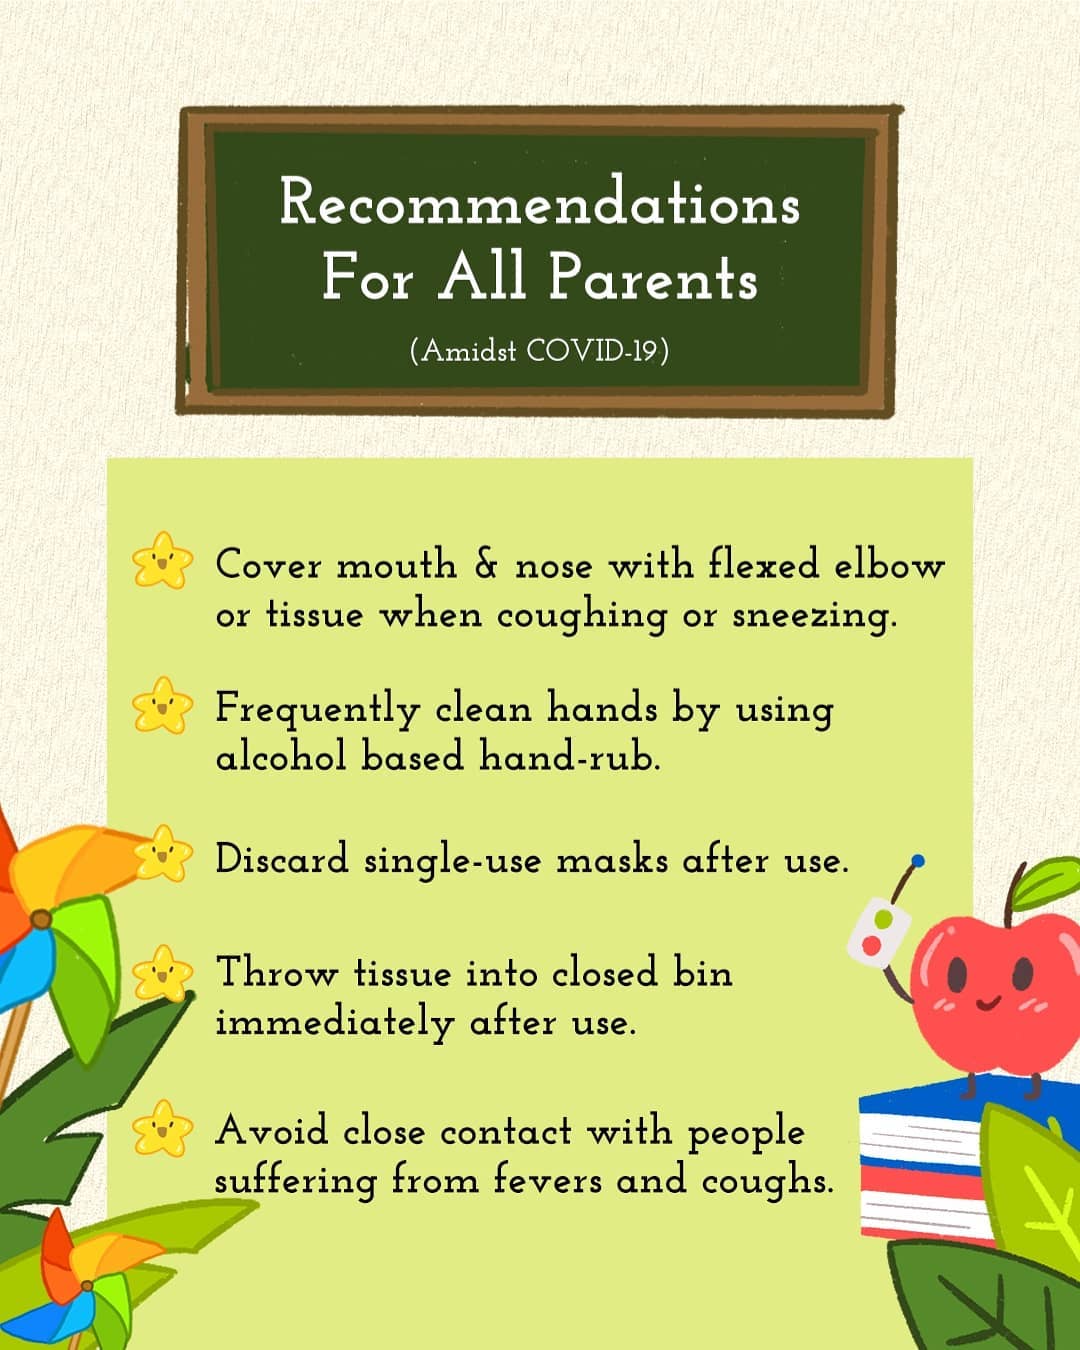 Recommendations
For All Parents
(Amidst COVID-19)
Cover mouth & nose with flexed elbow
or tissue when coughing or sneezing.
Frequently clean hands by using
alcohol based hand-rub.
Discard single-use masks after use.
Throw tissue into closed bin
immediately after use.
Avoid close contact with people
suffering from fevers and coughs.